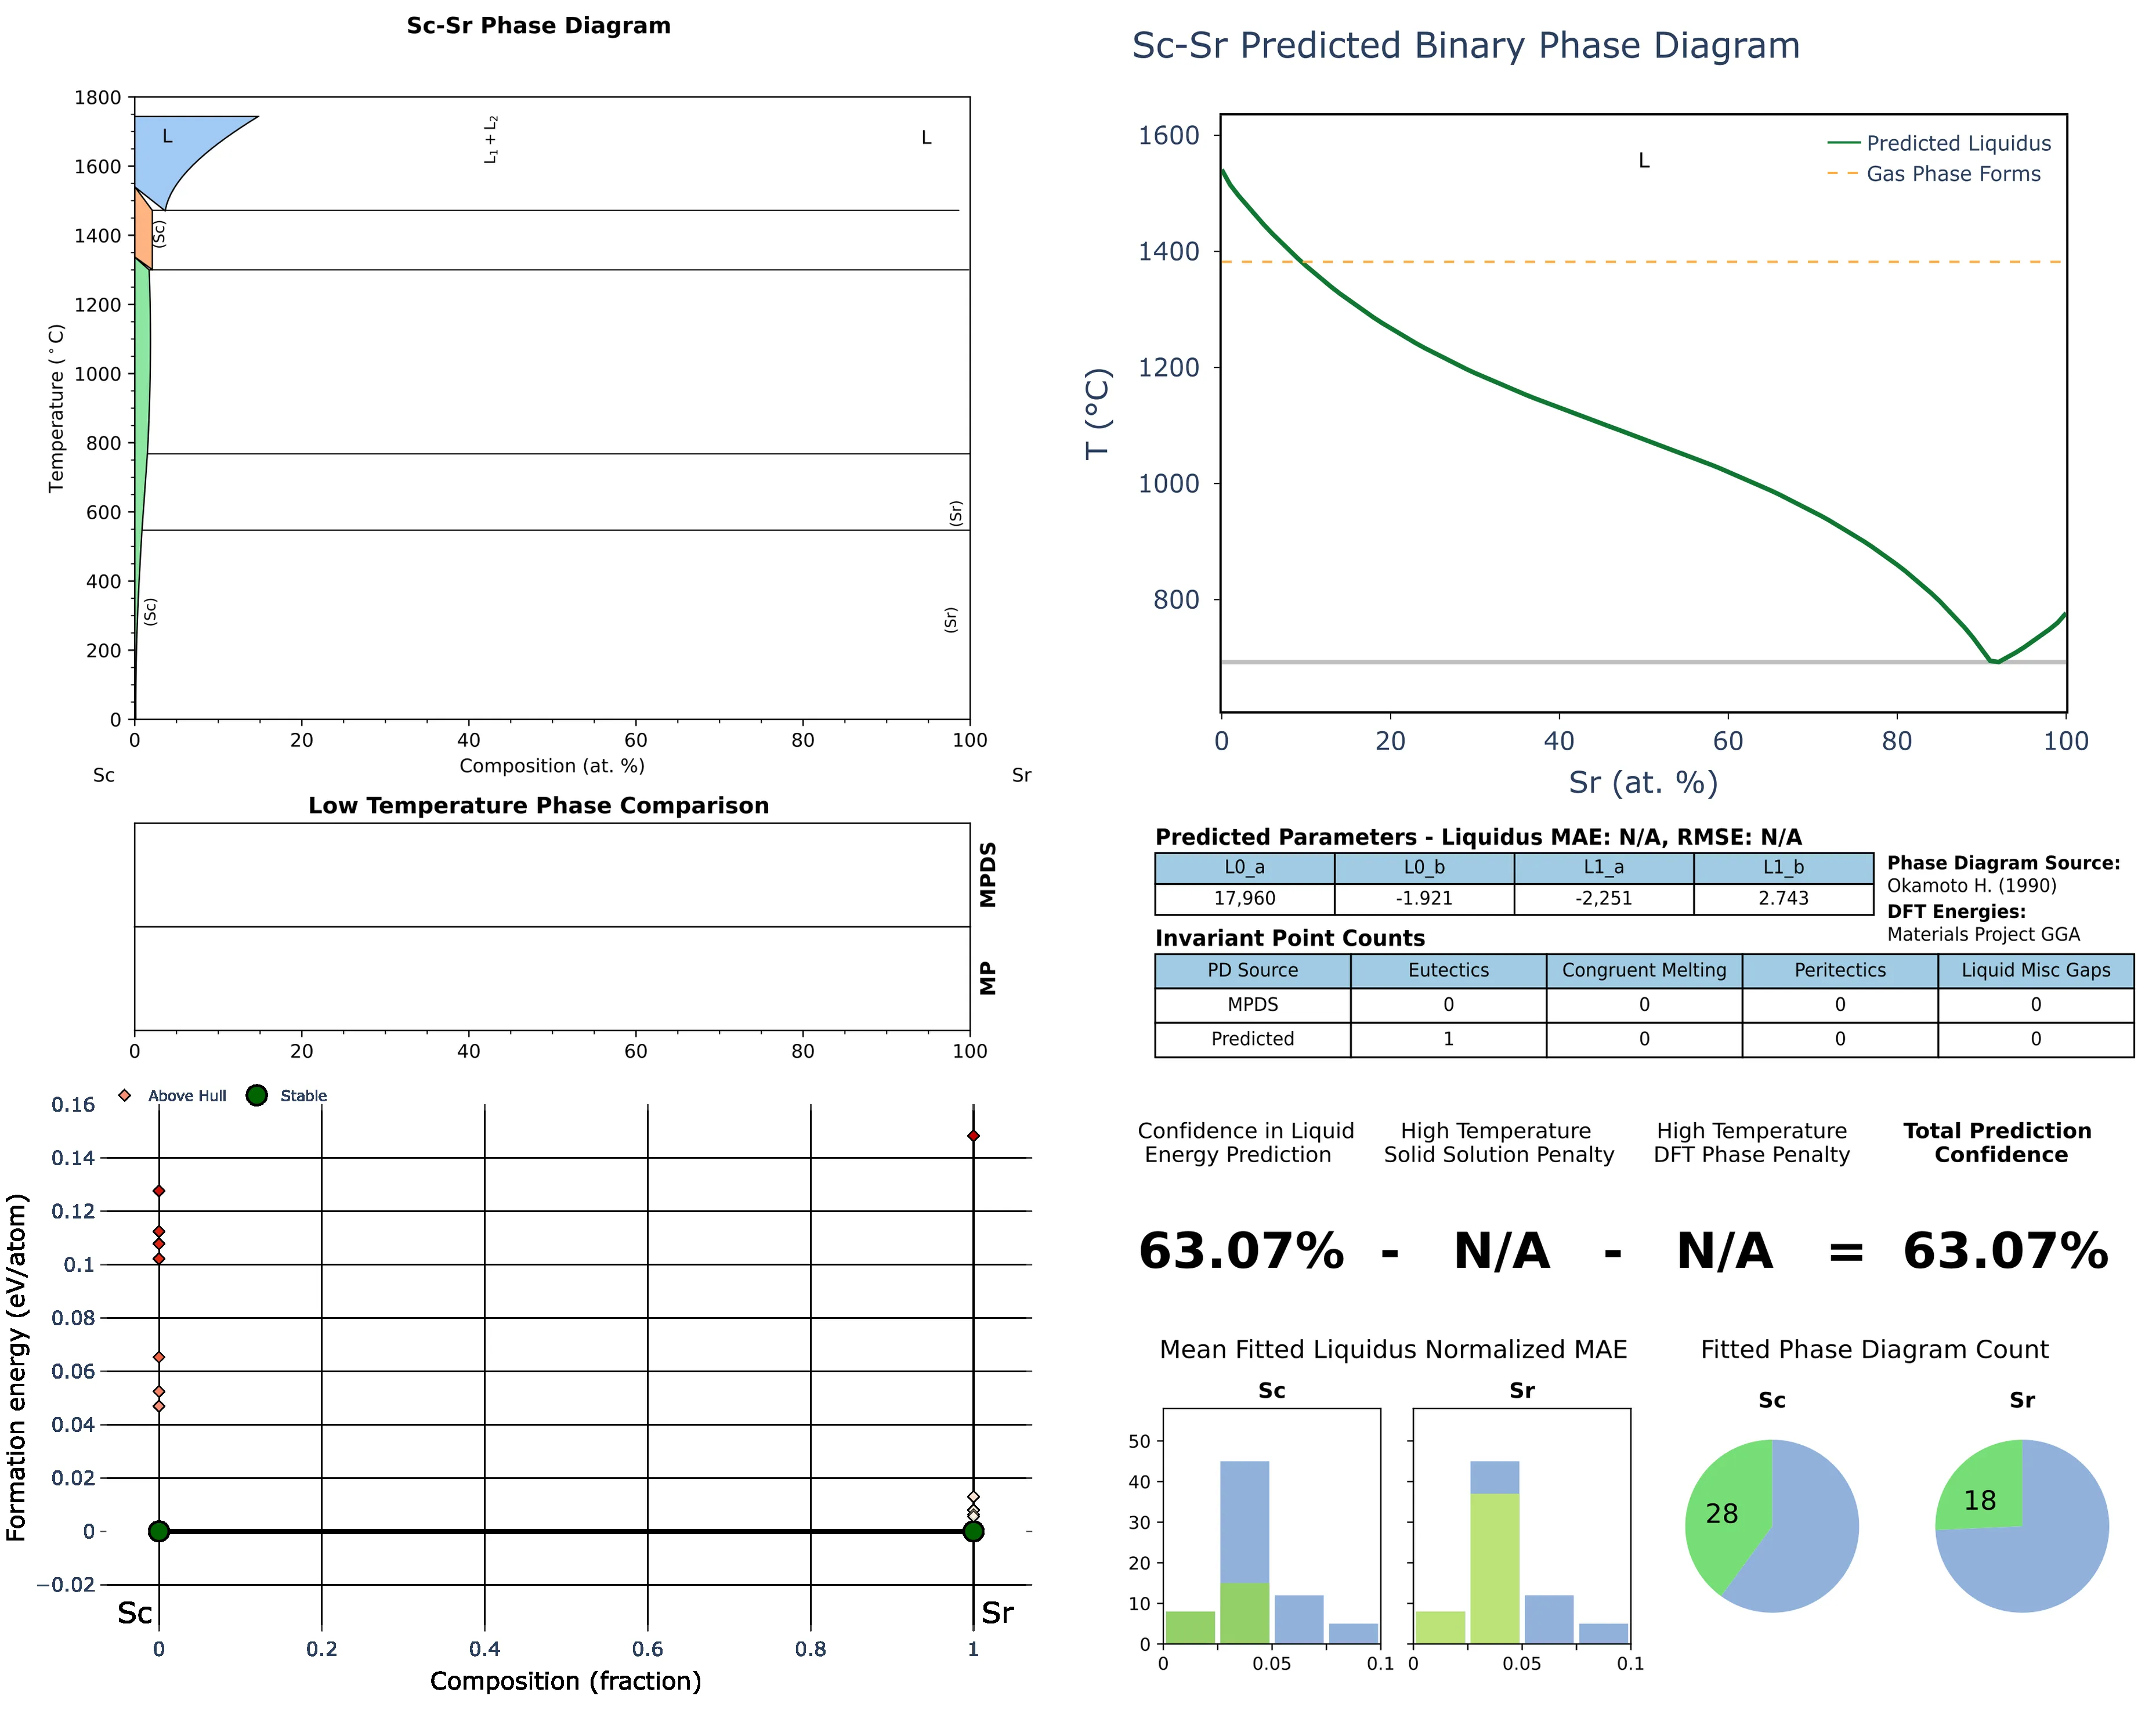 Sc-Sr Phase Diagram
1800
1600
1400
1200
1000
800
600
400
200
0
Temperature (°C)
L
L1 + L2
L
(Sc)
(Sr)
(Sc)
(Sr)
0 20 40 60 80 100
Composition (at. %)
Sc Sr
Low Temperature Phase Comparison
MPDS
MP
0 20 40 60 80 100
Above Hull Stable
0.16
0.14
0.12
0.1
0.08
0.06
0.04
0.02
0
−0.02
Formation energy (eV/atom)
Sc Sr
0 0.2 0.4 0.6 0.8 1
Composition (fraction)
Sc-Sr Predicted Binary Phase Diagram
1600
1400
1200
1000
800
T (°C)
L
Predicted Liquidus
Gas Phase Forms
0 20 40 60 80 100
Sr (at. %)
Predicted Parameters - Liquidus MAE: N/A, RMSE: N/A
L0_a L0_b L1_a L1_b
17,960 -1.921 -2,251 2.743
Phase Diagram Source:
Okamoto H. (1990)
DFT Energies:
Materials Project GGA
Invariant Point Counts
PD Source Eutectics Congruent Melting Peritectics Liquid Misc Gaps
MPDS 0 0 0 0
Predicted 1 0 0 0
Confidence in Liquid
Energy Prediction
High Temperature
Solid Solution Penalty
High Temperature
DFT Phase Penalty
Total Prediction
Confidence
63.07% - N/A - N/A = 63.07%
Mean Fitted Liquidus Normalized MAE
Sc Sr
50
40
30
20
10
0
0 0.05 0.1 0 0.05 0.1
Fitted Phase Diagram Count
Sc Sr
28 18